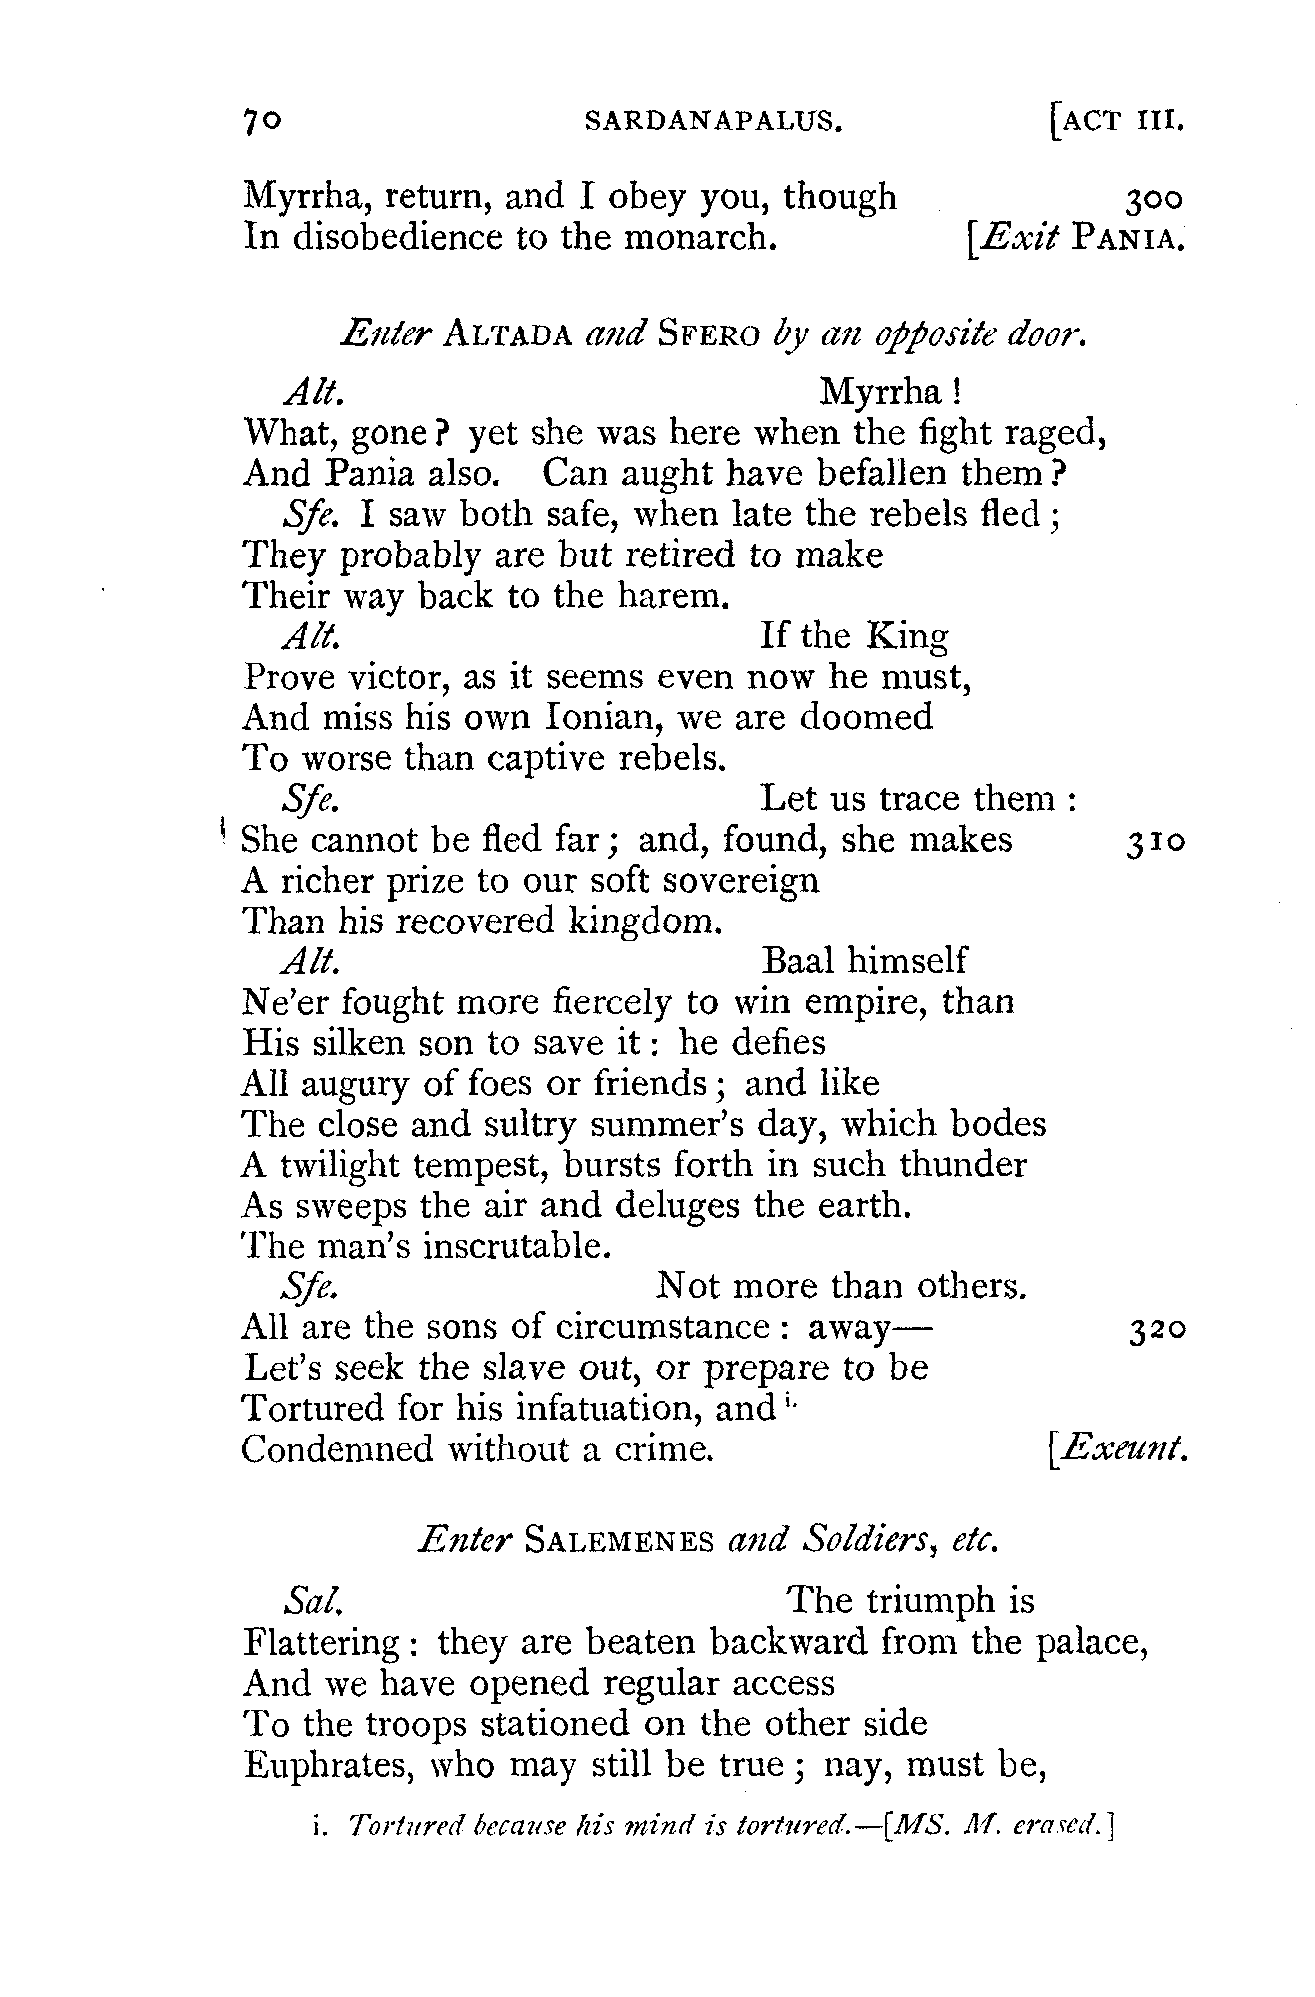 70 SARDANAPALUS. [ACT III.
Myrrha, return, and I obey you, though 300
In disobedience to the monarch. [Exit PANIA.
Enter ALTADA and SFERO by an opposite door.
Alt. Myrrha !
What, gone? yet she was here when the fight raged,
And Pania also. Can aught have befallen them?
Sfe. I saw both safe, when late the rebels fled;
They probably are but retired to make
Their way back to the harem.
Alt. If the King
Prove victor, as it seems even now he must,
And miss his own Ionian, we are doomed
To worse than captive rebels.
Sfe. Let us trace them :
She cannot be fled far; and, found, she makes 310
A richer prize to our soft sovereign
Than his recovered kingdom.
Alt. Baal himself
Ne'er fought more fiercely to win empire, than
His silken son to save it : he defies
All augury of foes or friends; and like
The close and sultry summer's day, which bodes
A twilight tempest, bursts forth in such thunder
As sweeps the air and deluges the earth.
The man's inscrutable.
Sfe. Not more than others.
All are the sons of circumstance : away— 320
Let's seek the slave out, or prepare to be
Tortured for his infatuation, and i.
Condemned without a crime. [Exeunt.
Enter SALEMENES and Soldiers, etc.
Sal. The triumph is
Flattering : they are beaten backward from the palace,
And we have opened regular access
To the troops stationed on the other side
Euphrates, who may still be true; nay, must be,
i. Tortured because his mind is tortured.—[MS. M. erased.]